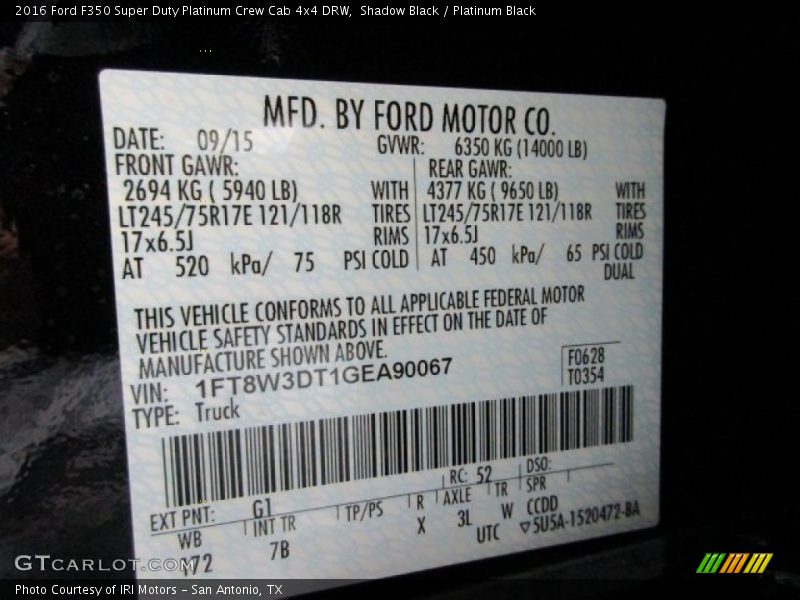 2016 Ford F350 Super Duty Platinum Crew Cab 4x4 DRW,  Shadow Black / Platinum Black
MFD. BY FORD MOTOR CO.
DATE: 09/15 GVWR: 6350 KG (14000 LB)
FRONT GAWR: REAR GAWR:
2694 KG ( 5940 LB) WITH 4377 KG ( 9650 LB) WITH
LT245/75R17E 121/118R TIRES LT245/75R17E 121/118R TIRES
17x6.5J RIMS 17x6.5J RIMS
AT 520 kPa/ 75 PSI COLD AT 450 kPa/ 65 PSI COLD
DUAL
THIS VEHICLE CONFORMS TO ALL APPLICABLE FEDERAL MOTOR
VEHICLE SAFETY STANDARDS IN EFFECT ON THE DATE OF
MANUFACTURE SHOWN ABOVE.
VIN: 1FT8W3DT1GEA90067
F0628
T0354
TYPE: Truck
EXT PNT: G1 RC: 52 DSO:
WB INT TR TP/PS R AXLE TR SPR
172 7B X 3L W CCDD
UTC ▽5U5A-1520472-BA
GTCARLOT.COM
Photo Courtesy of IRI Motors - San Antonio, TX